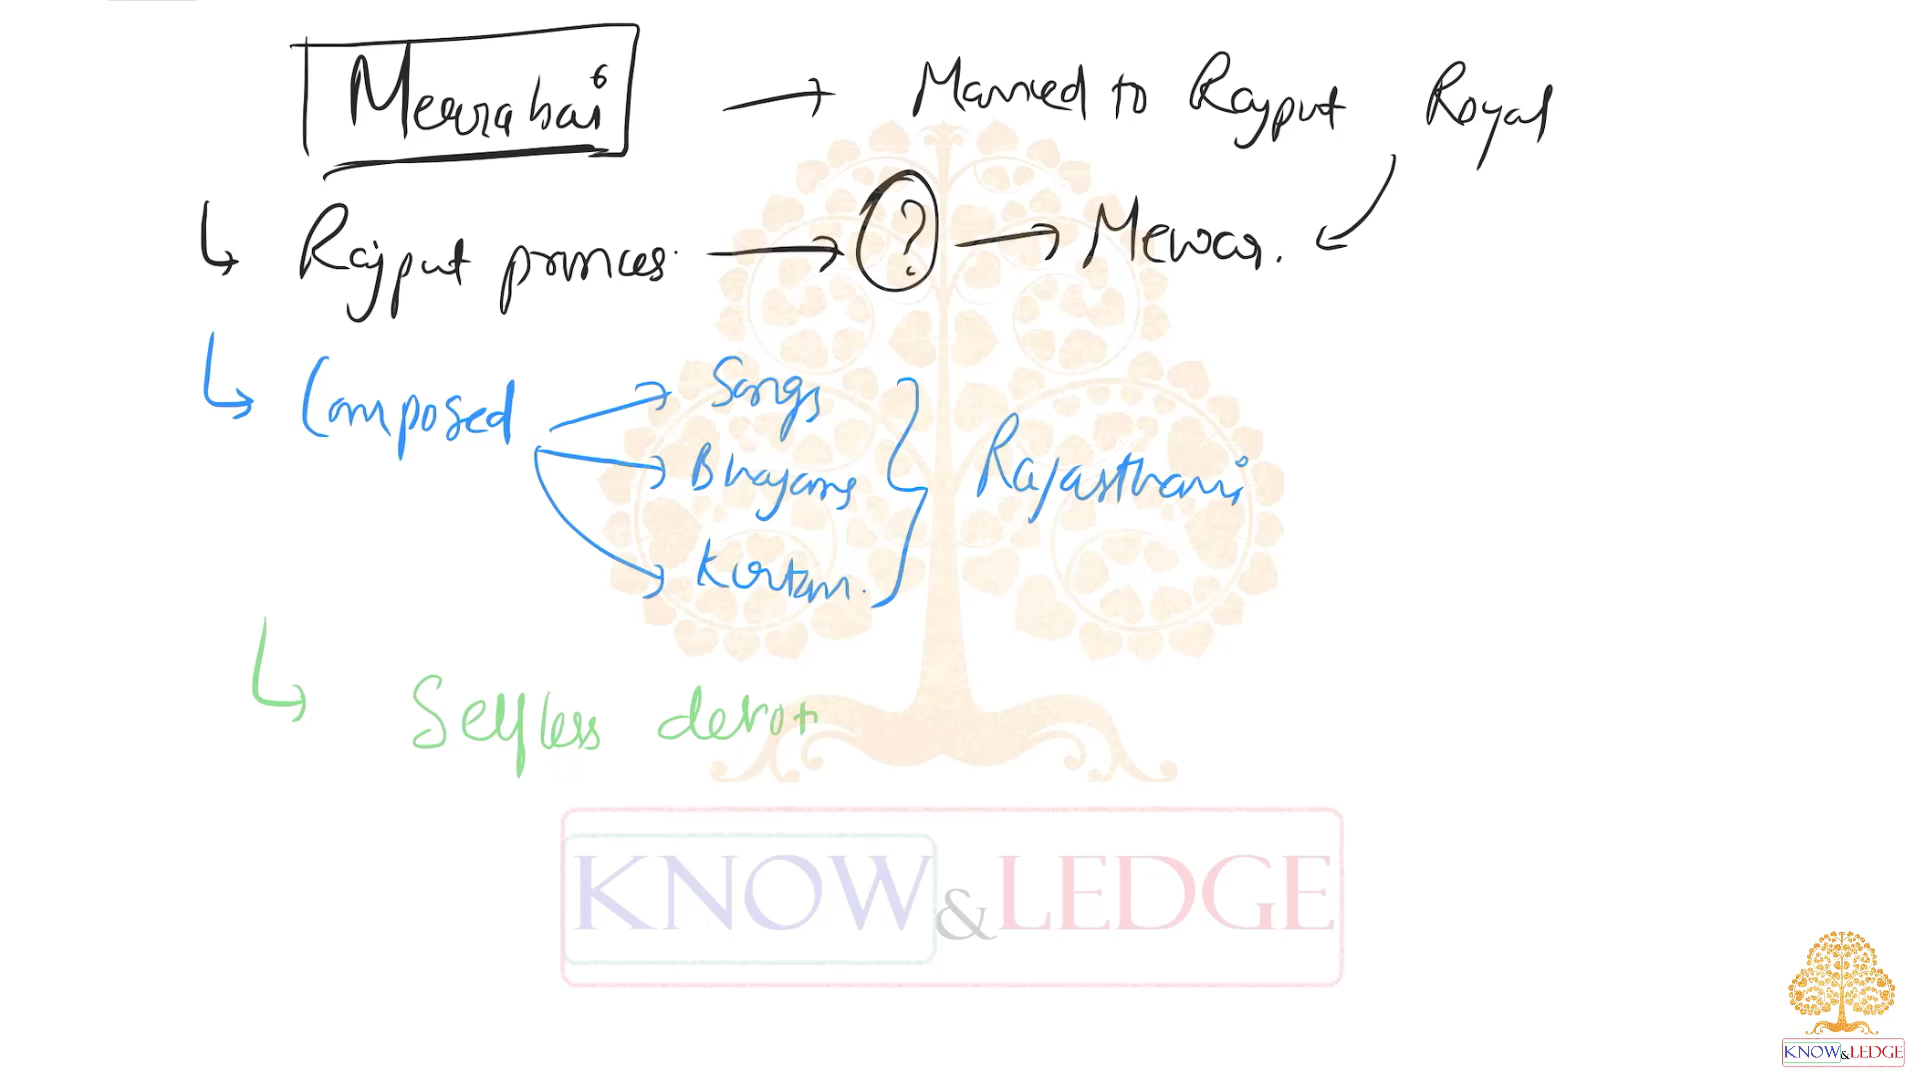 Meerabai → Married to Rajput Royal
↳ Rajput princess → ? → Mewar.
↳ Composed → Songs
→ Bhajans } Rajasthani
→ Kirtan.
↳ Selfless devot
KNOW&LEDGE
KNOW&LEDGE